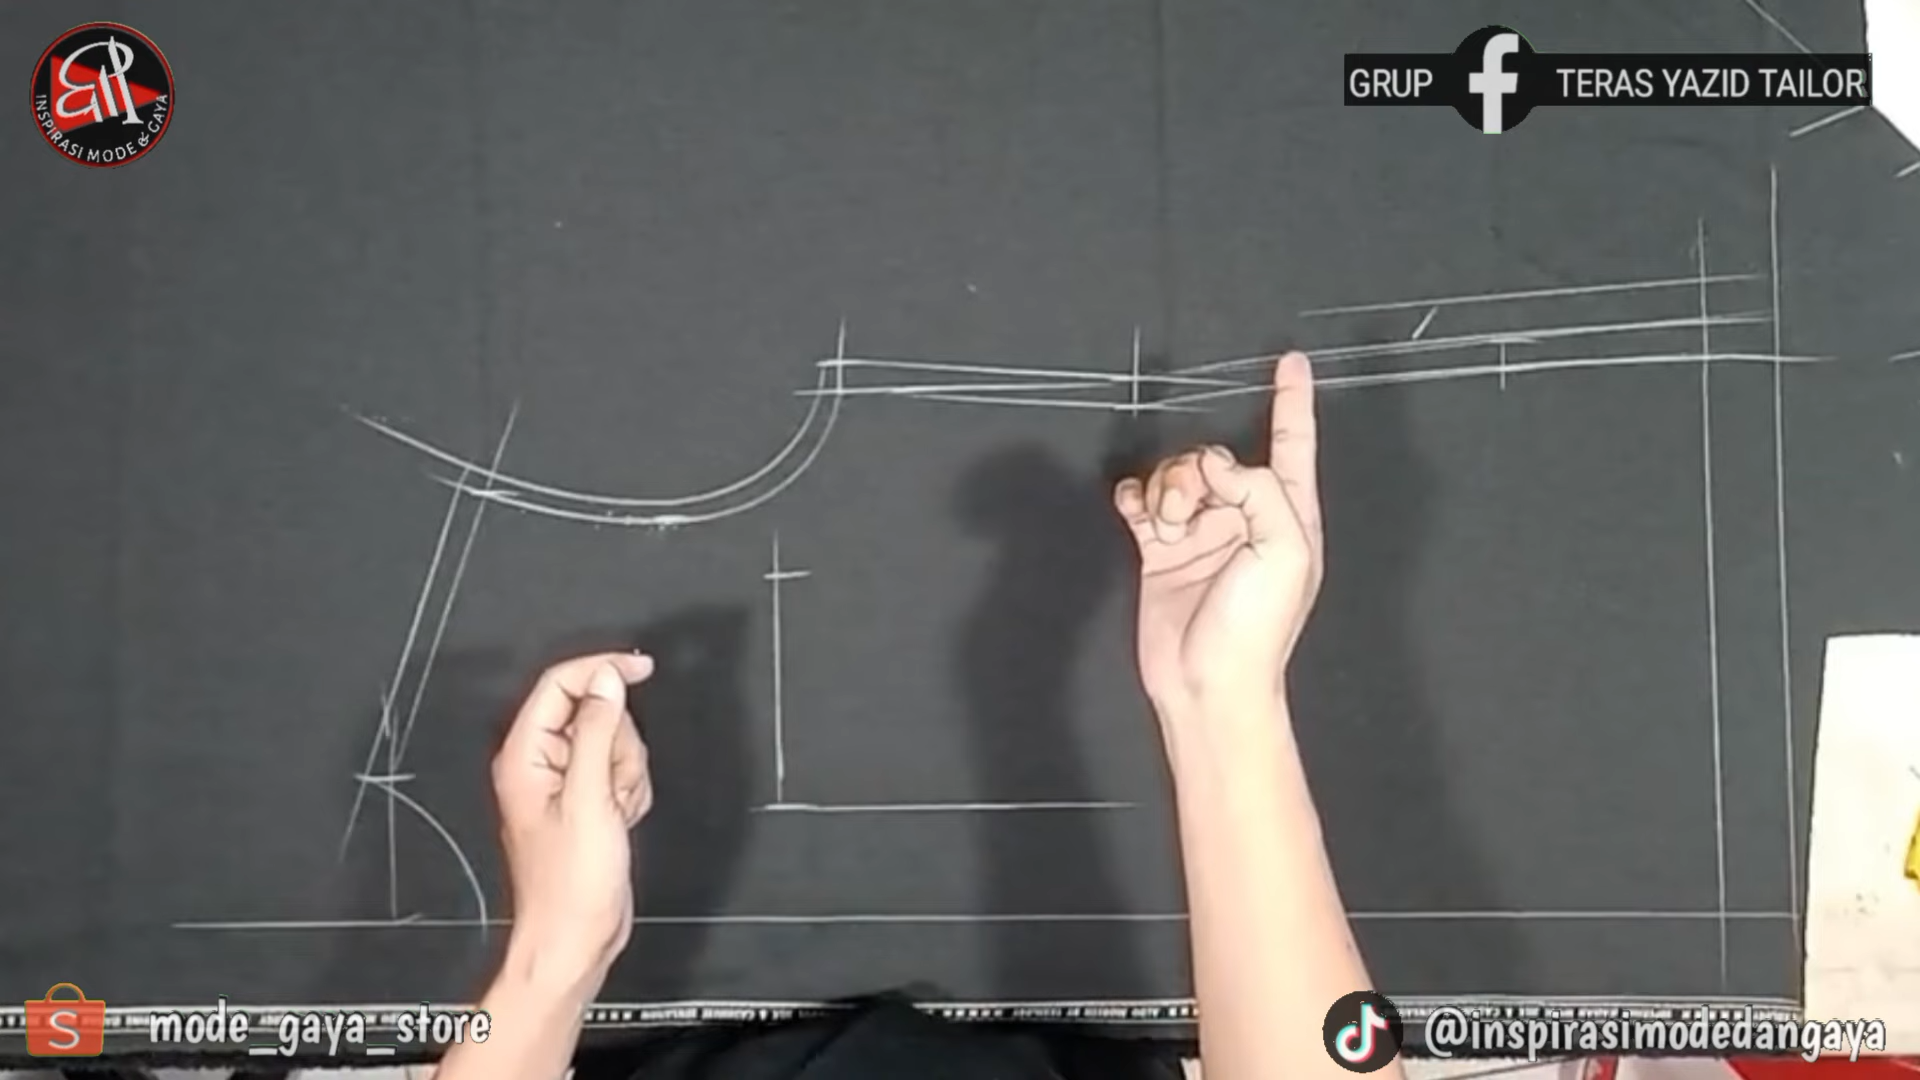 INSPIRASI MODE & GAYA
GRUP f TERAS YAZID TAILOR
S mode_gaya_store
@inspirasimodedangaya